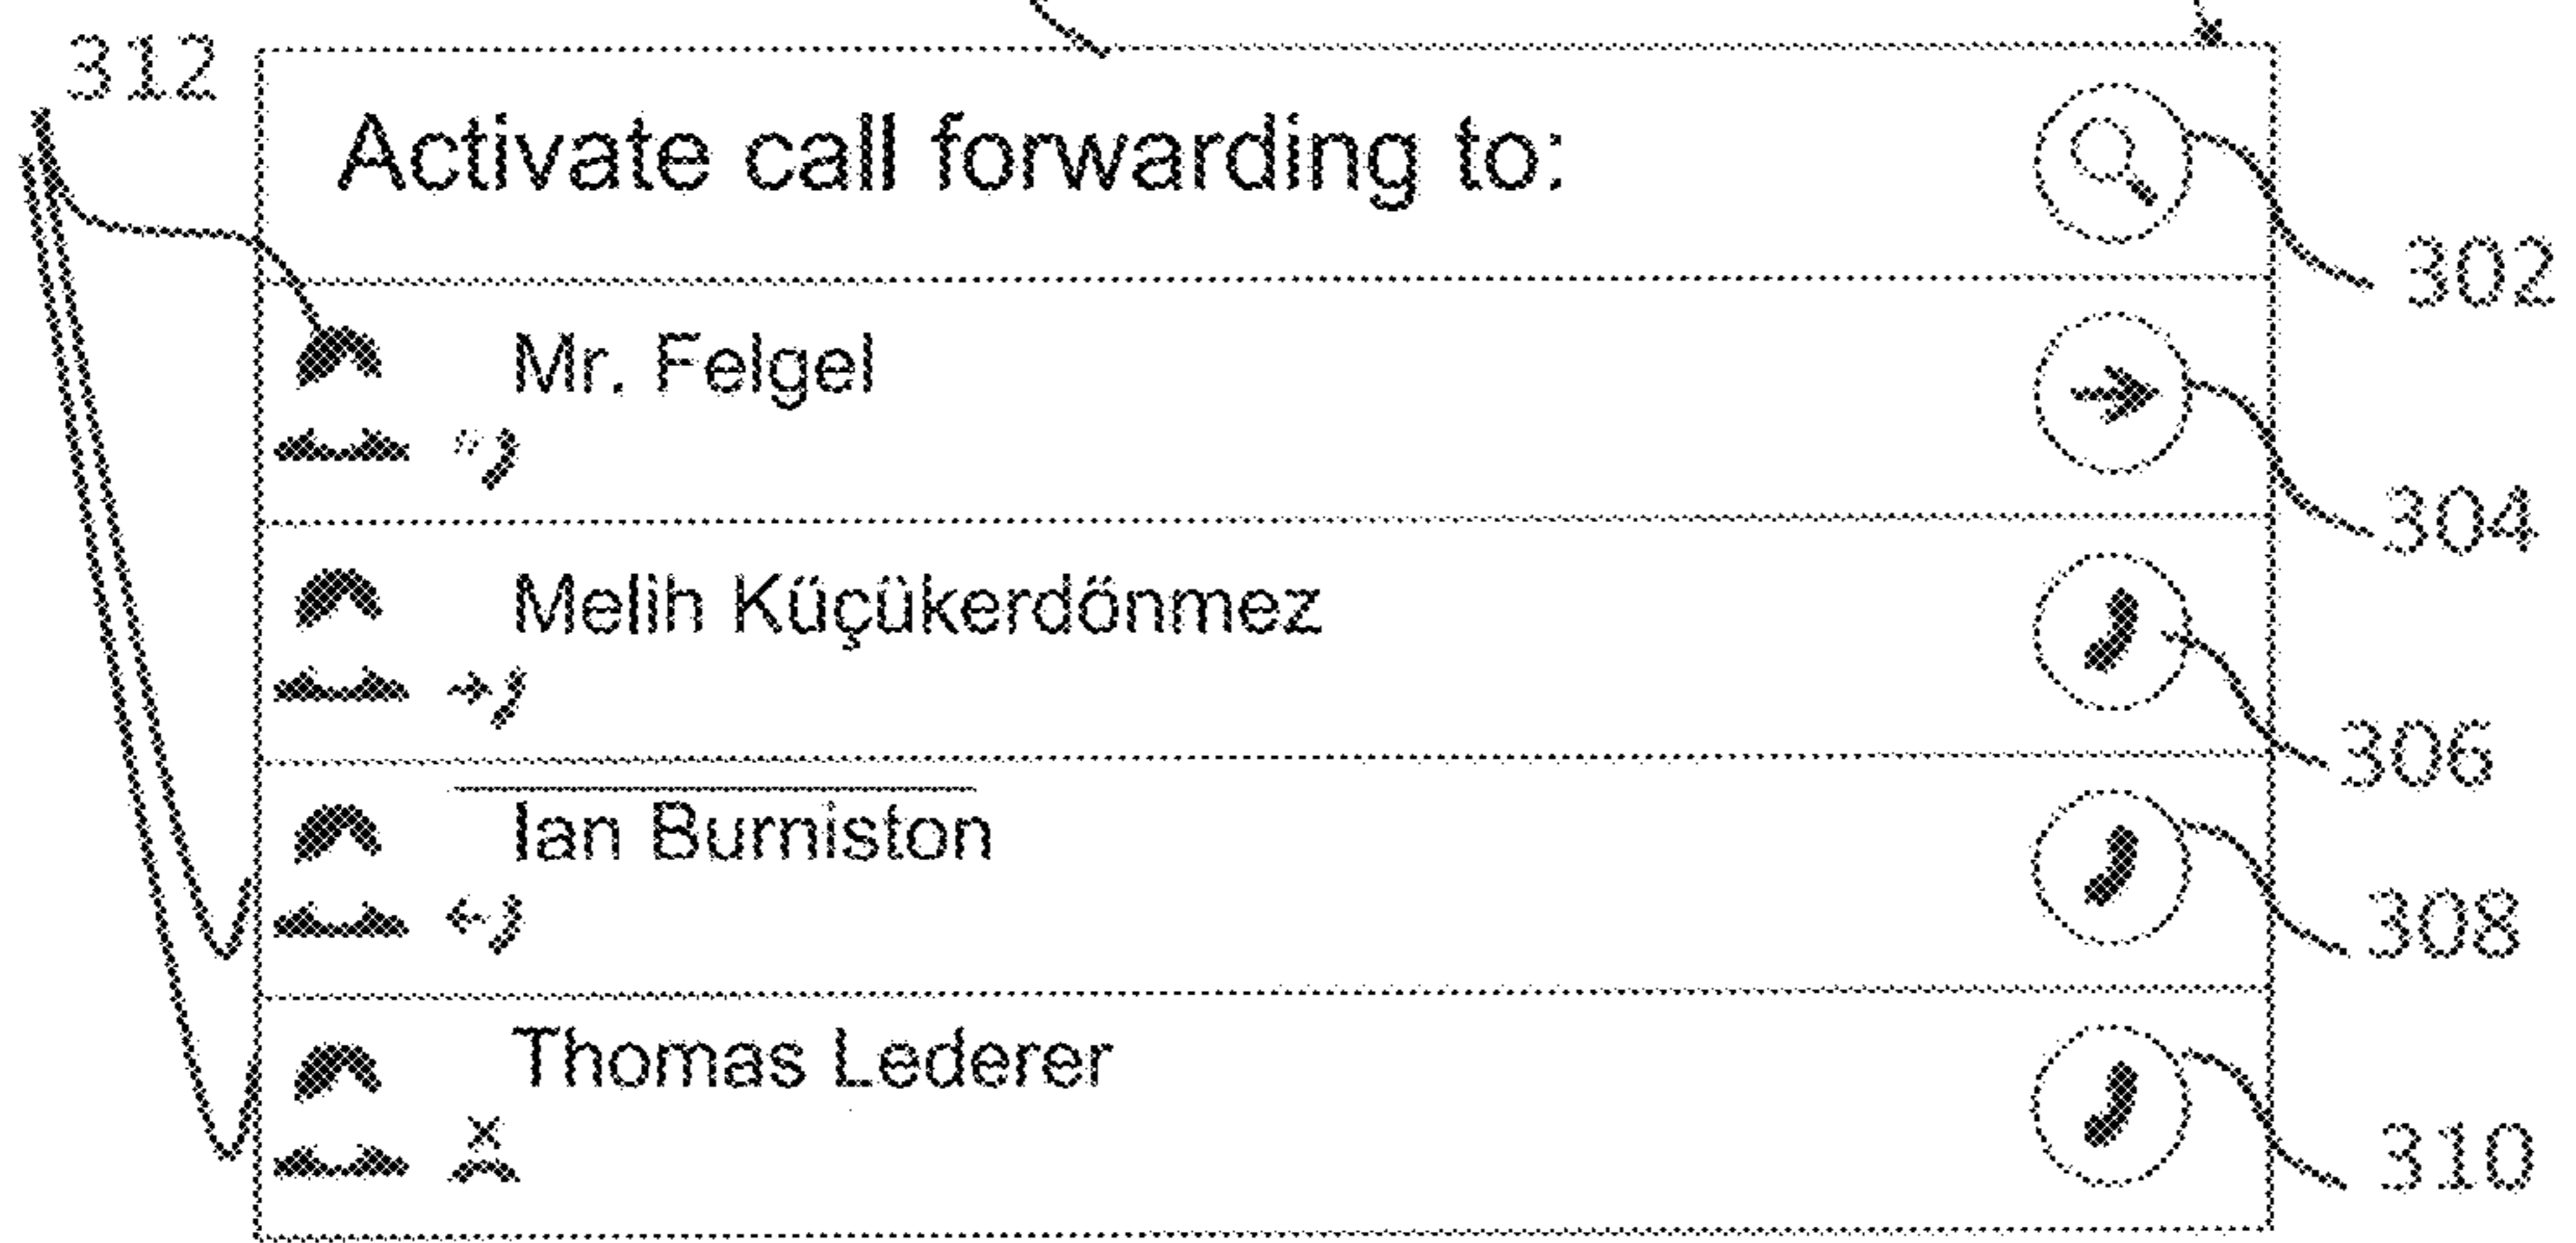 312
Activate call forwarding to:
302
Mr. Felgel
304
Melih Küçükerdönmez
306
Ian Burniston
308
Thomas Lederer
310